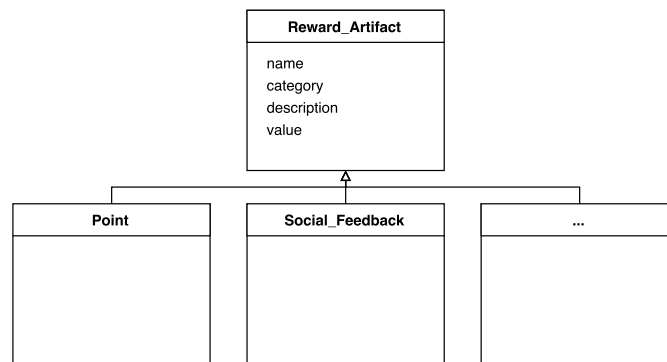 Reward_Artifact
name
category
description
value
Point
Social_Feedback
...